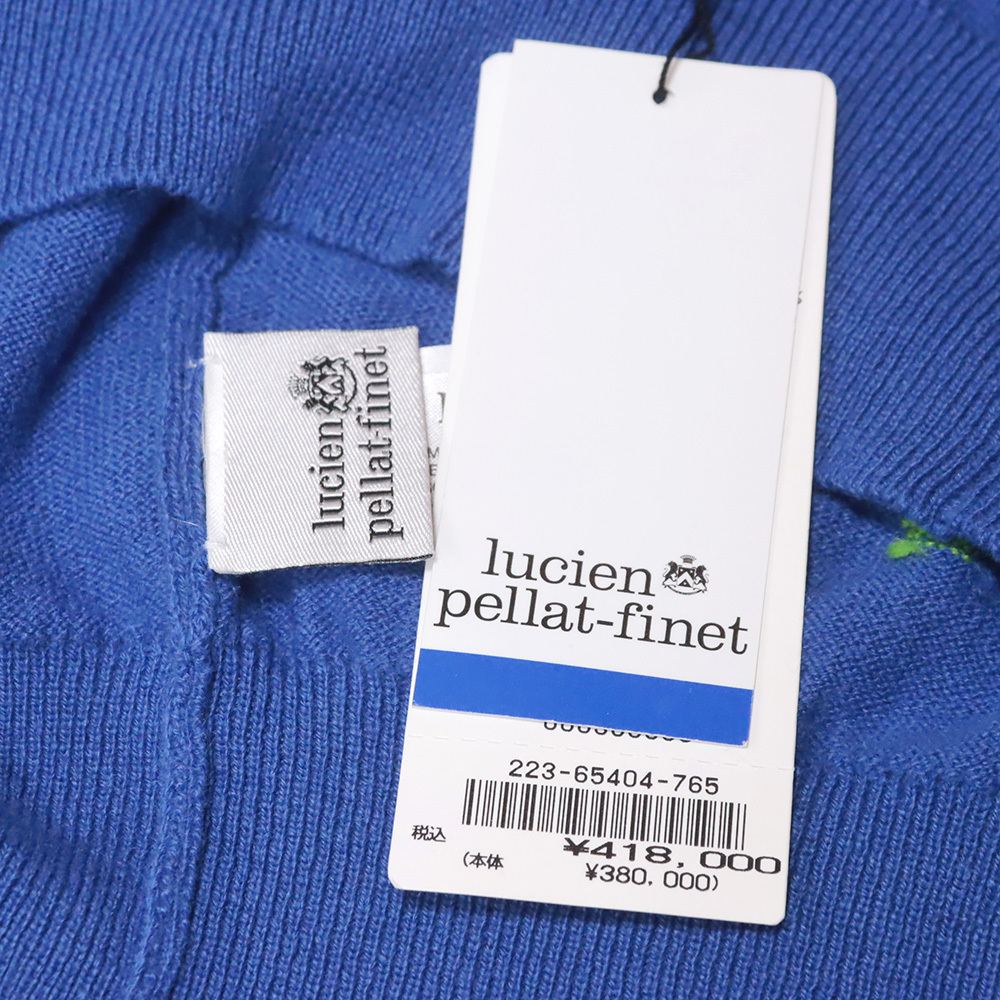 lucien
pellat-finet
lucien
pellat-finet
223-65404-765
税込 ¥418,000
(本体 ¥380,000)